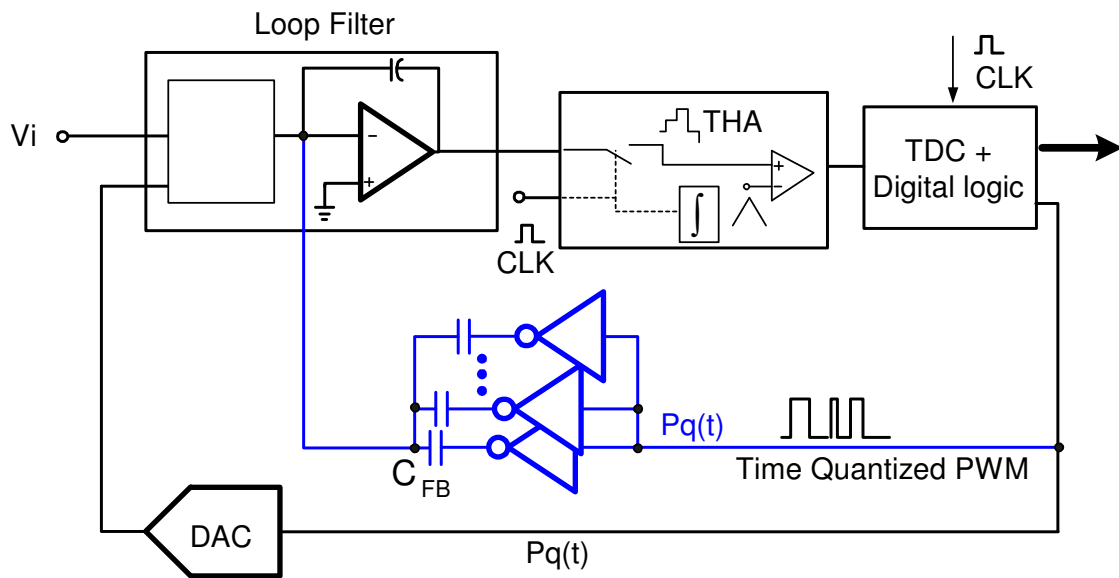 Loop Filter
CLK
Vi
THA
TDC +
Digital logic
− 
+
+
−
∫
CLK
Pq(t)
C FB
Time Quantized PWM
DAC
Pq(t)